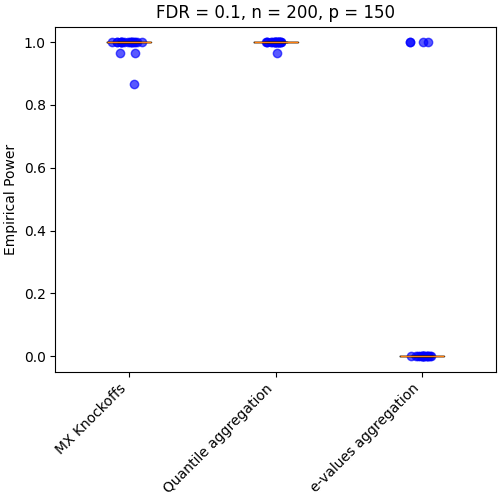 FDR = 0.1, n = 200, p = 150
Empirical Power
1.0
0.8
0.6
0.4
0.2
0.0
MX Knockoffs
Quantile aggregation
e-values aggregation